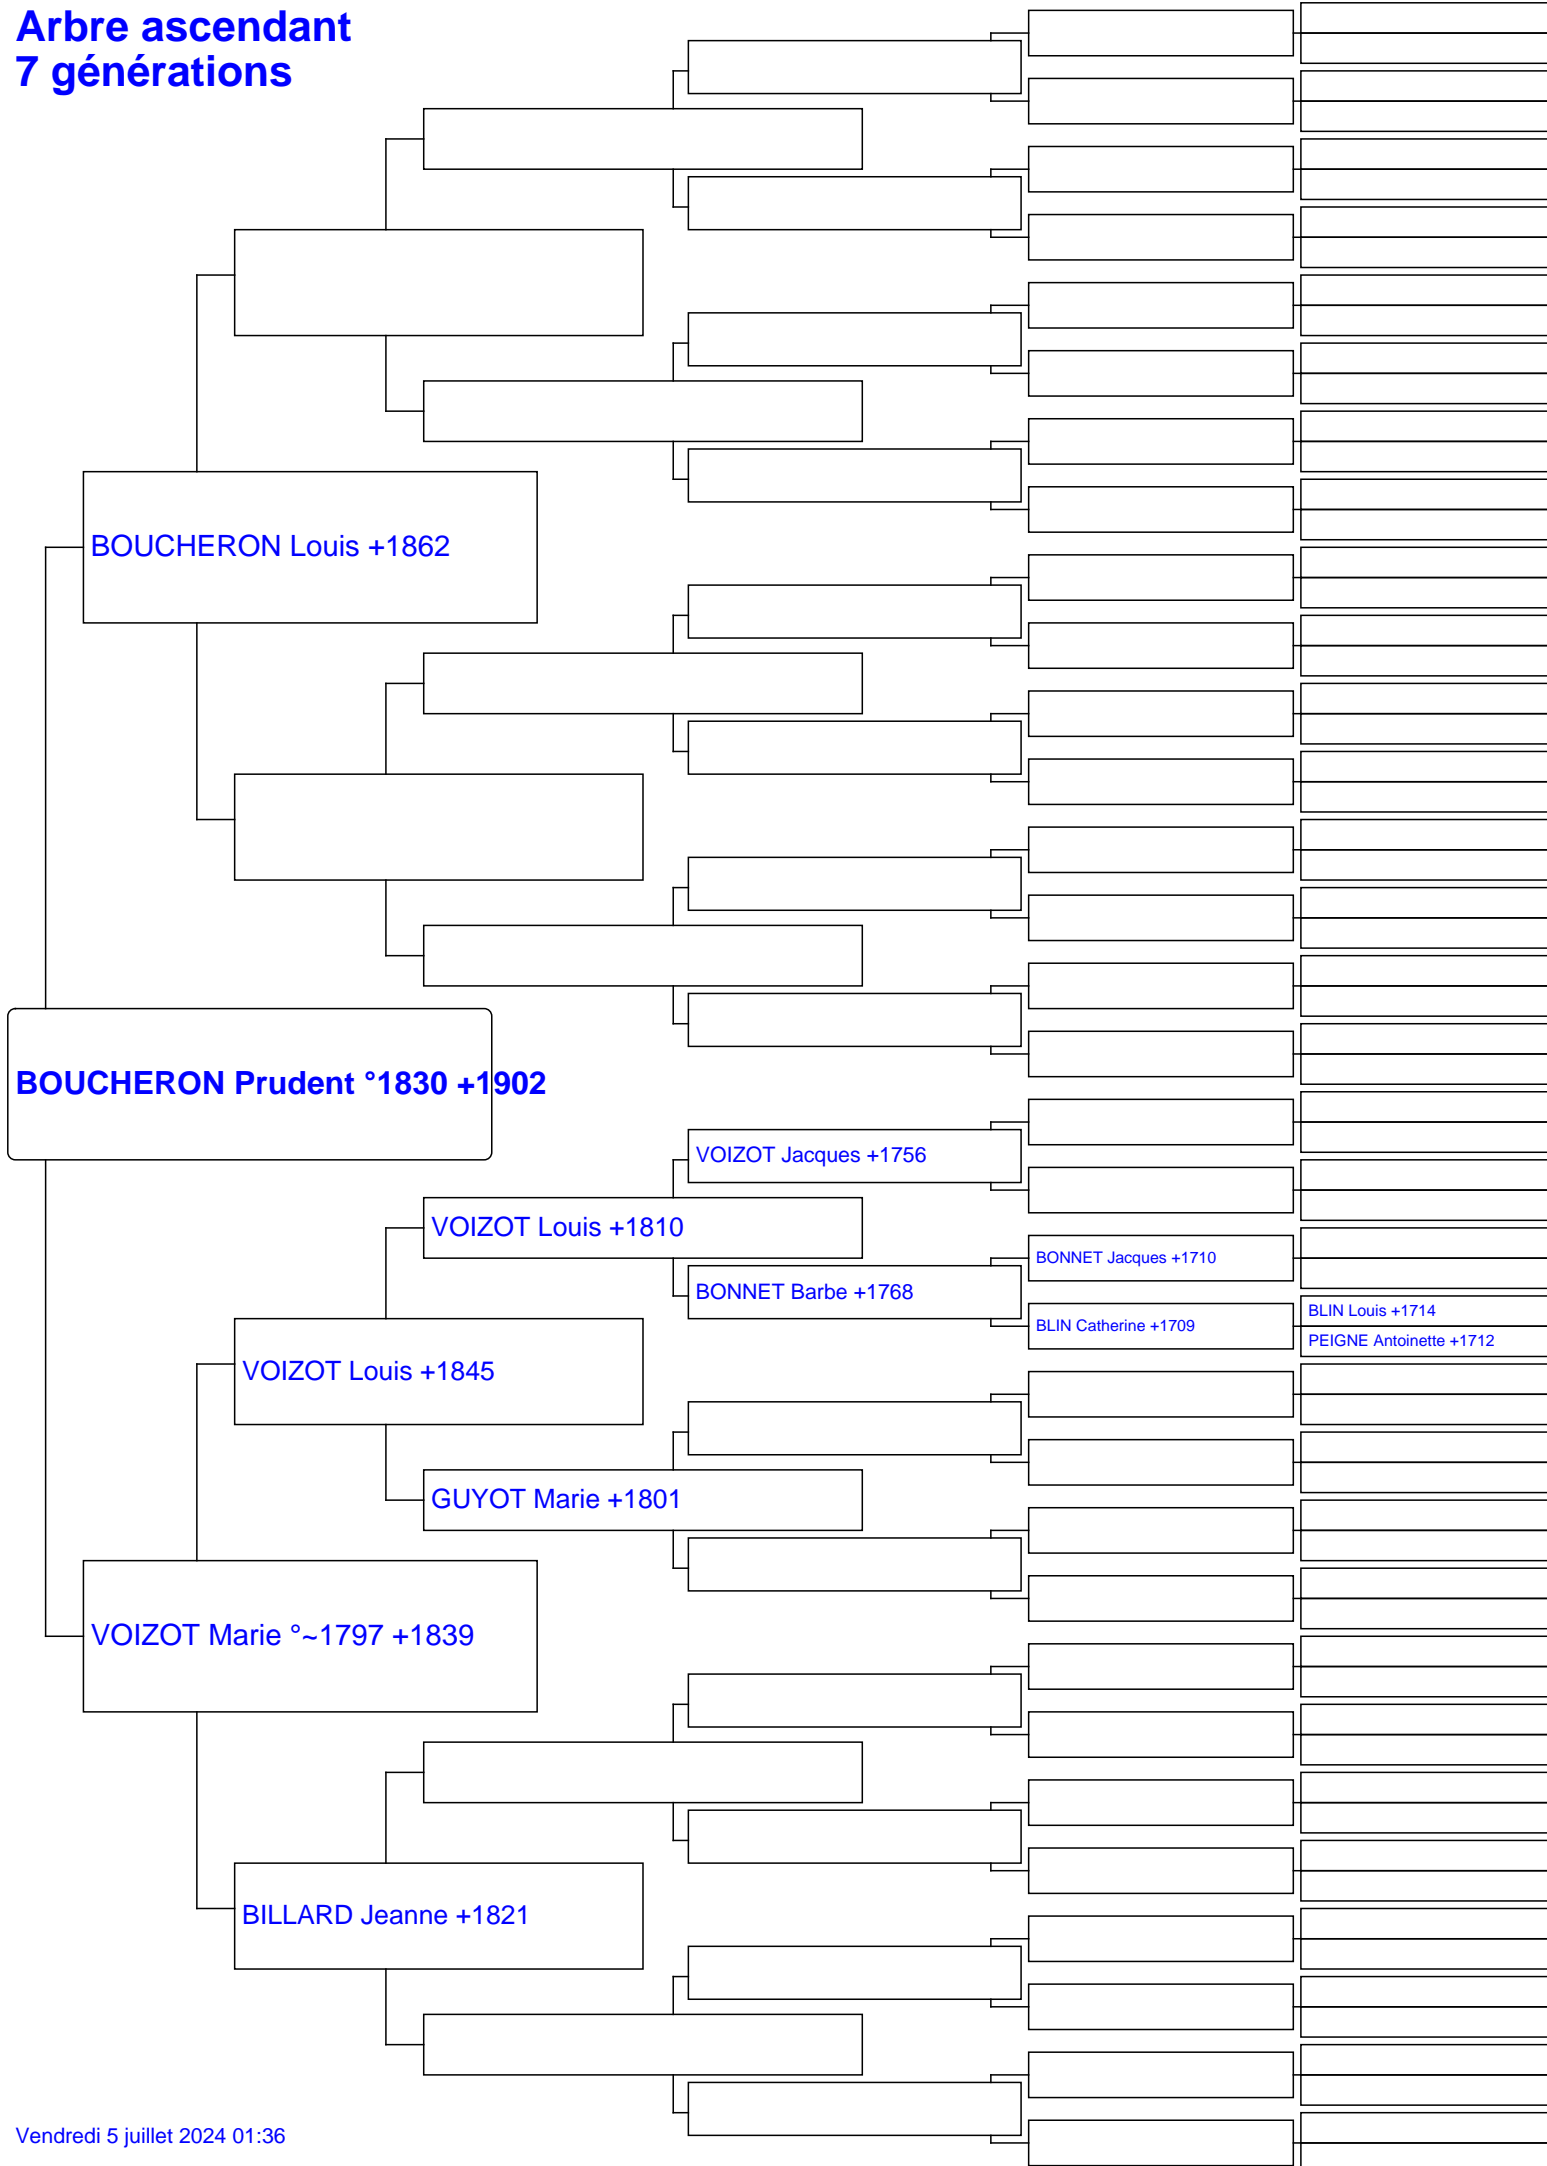 Arbre ascendant
7 générations
BOUCHERON Louis +1862
BOUCHERON Prudent °1830 +1902
VOIZOT Jacques +1756
VOIZOT Louis +1810
BONNET Jacques +1710
BONNET Barbe +1768
BLIN Louis +1714
BLIN Catherine +1709
PEIGNE Antoinette +1712
VOIZOT Louis +1845
GUYOT Marie +1801
VOIZOT Marie °~1797 +1839
BILLARD Jeanne +1821
Vendredi 5 juillet 2024 01:36